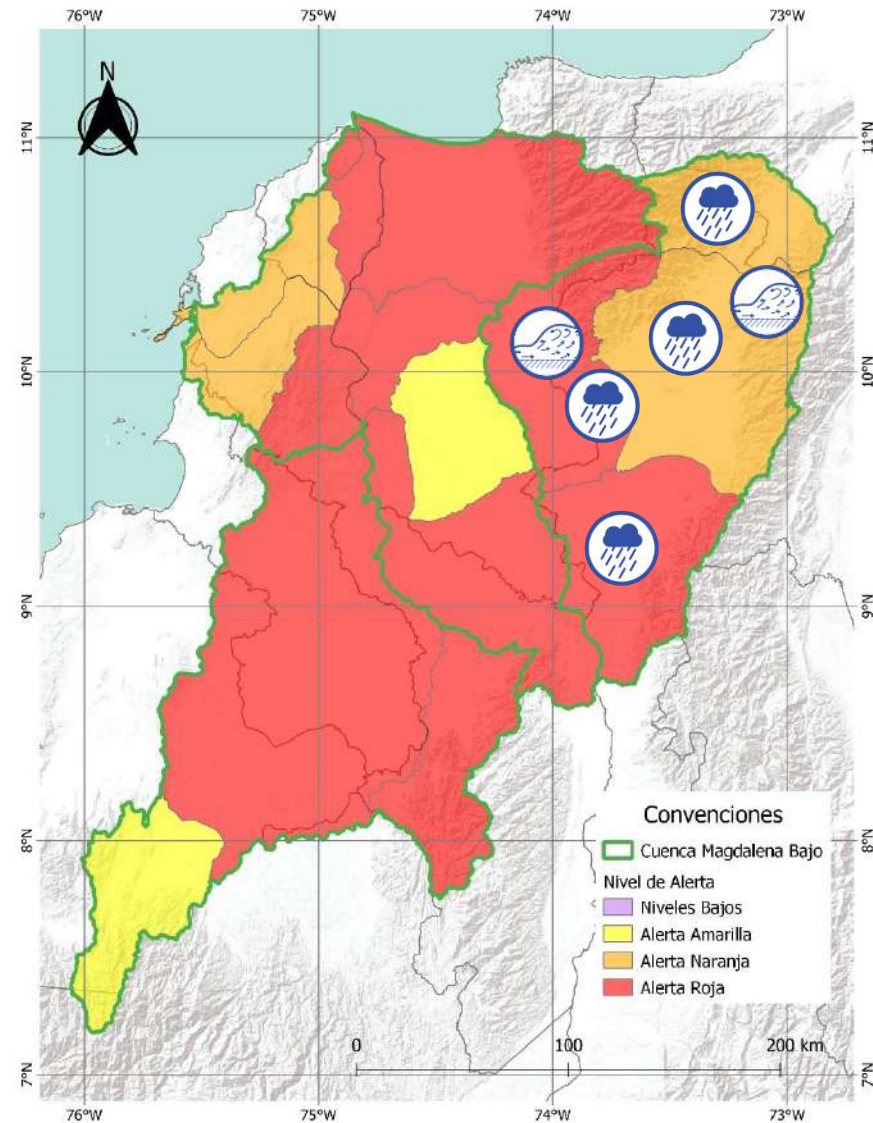 76°W 75°W 74°W 73°W
N
11°N 11°N
10°N 10°N
9°N 9°N
8°N 8°N
7°N 7°N
Convenciones
Cuenca Magdalena Bajo
Nivel de Alerta
Niveles Bajos
Alerta Amarilla
Alerta Naranja
Alerta Roja
0 100 200 km
76°W 75°W 74°W 73°W